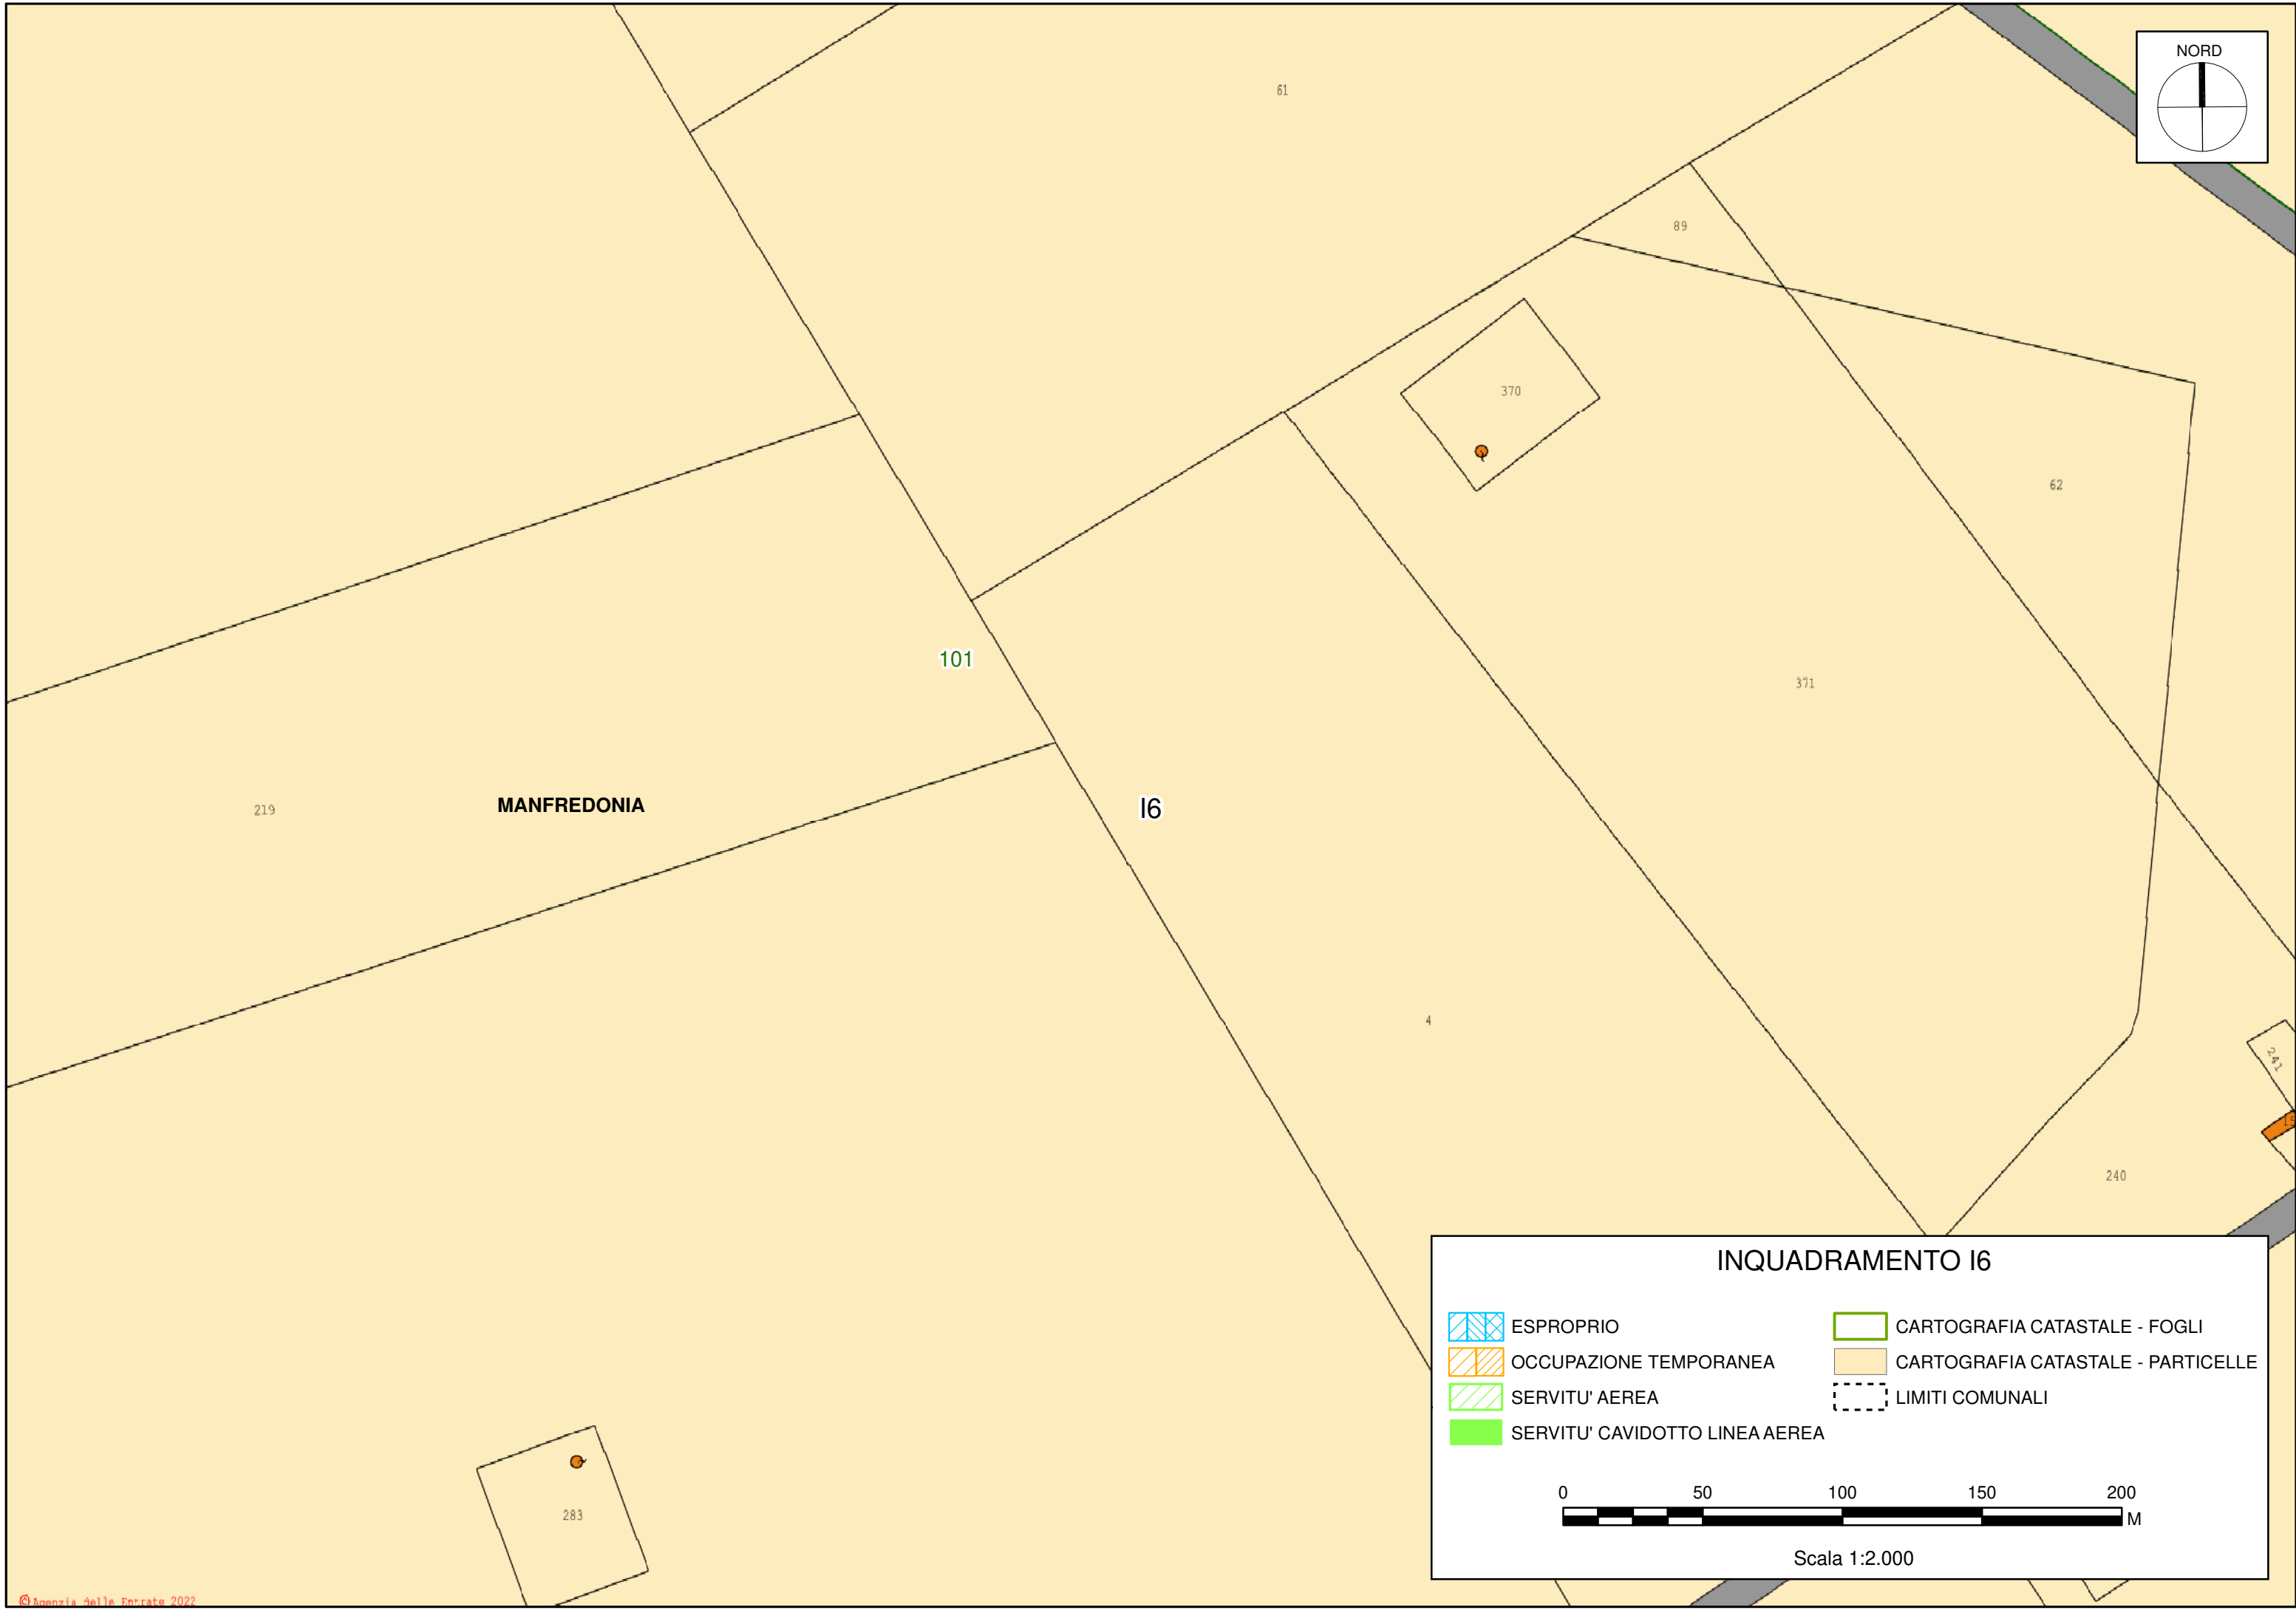 NORD
61
89
370
62
101
371
219
MANFREDONIA
I6
4
241
15
240
283
INQUADRAMENTO I6
ESPROPRIO
OCCUPAZIONE TEMPORANEA
SERVITU' AEREA
SERVITU' CAVIDOTTO LINEA AEREA
CARTOGRAFIA CATASTALE - FOGLI
CARTOGRAFIA CATASTALE - PARTICELLE
LIMITI COMUNALI
0 50 100 150 200
M
Scala 1:2.000
© Agenzia delle Entrate 2022